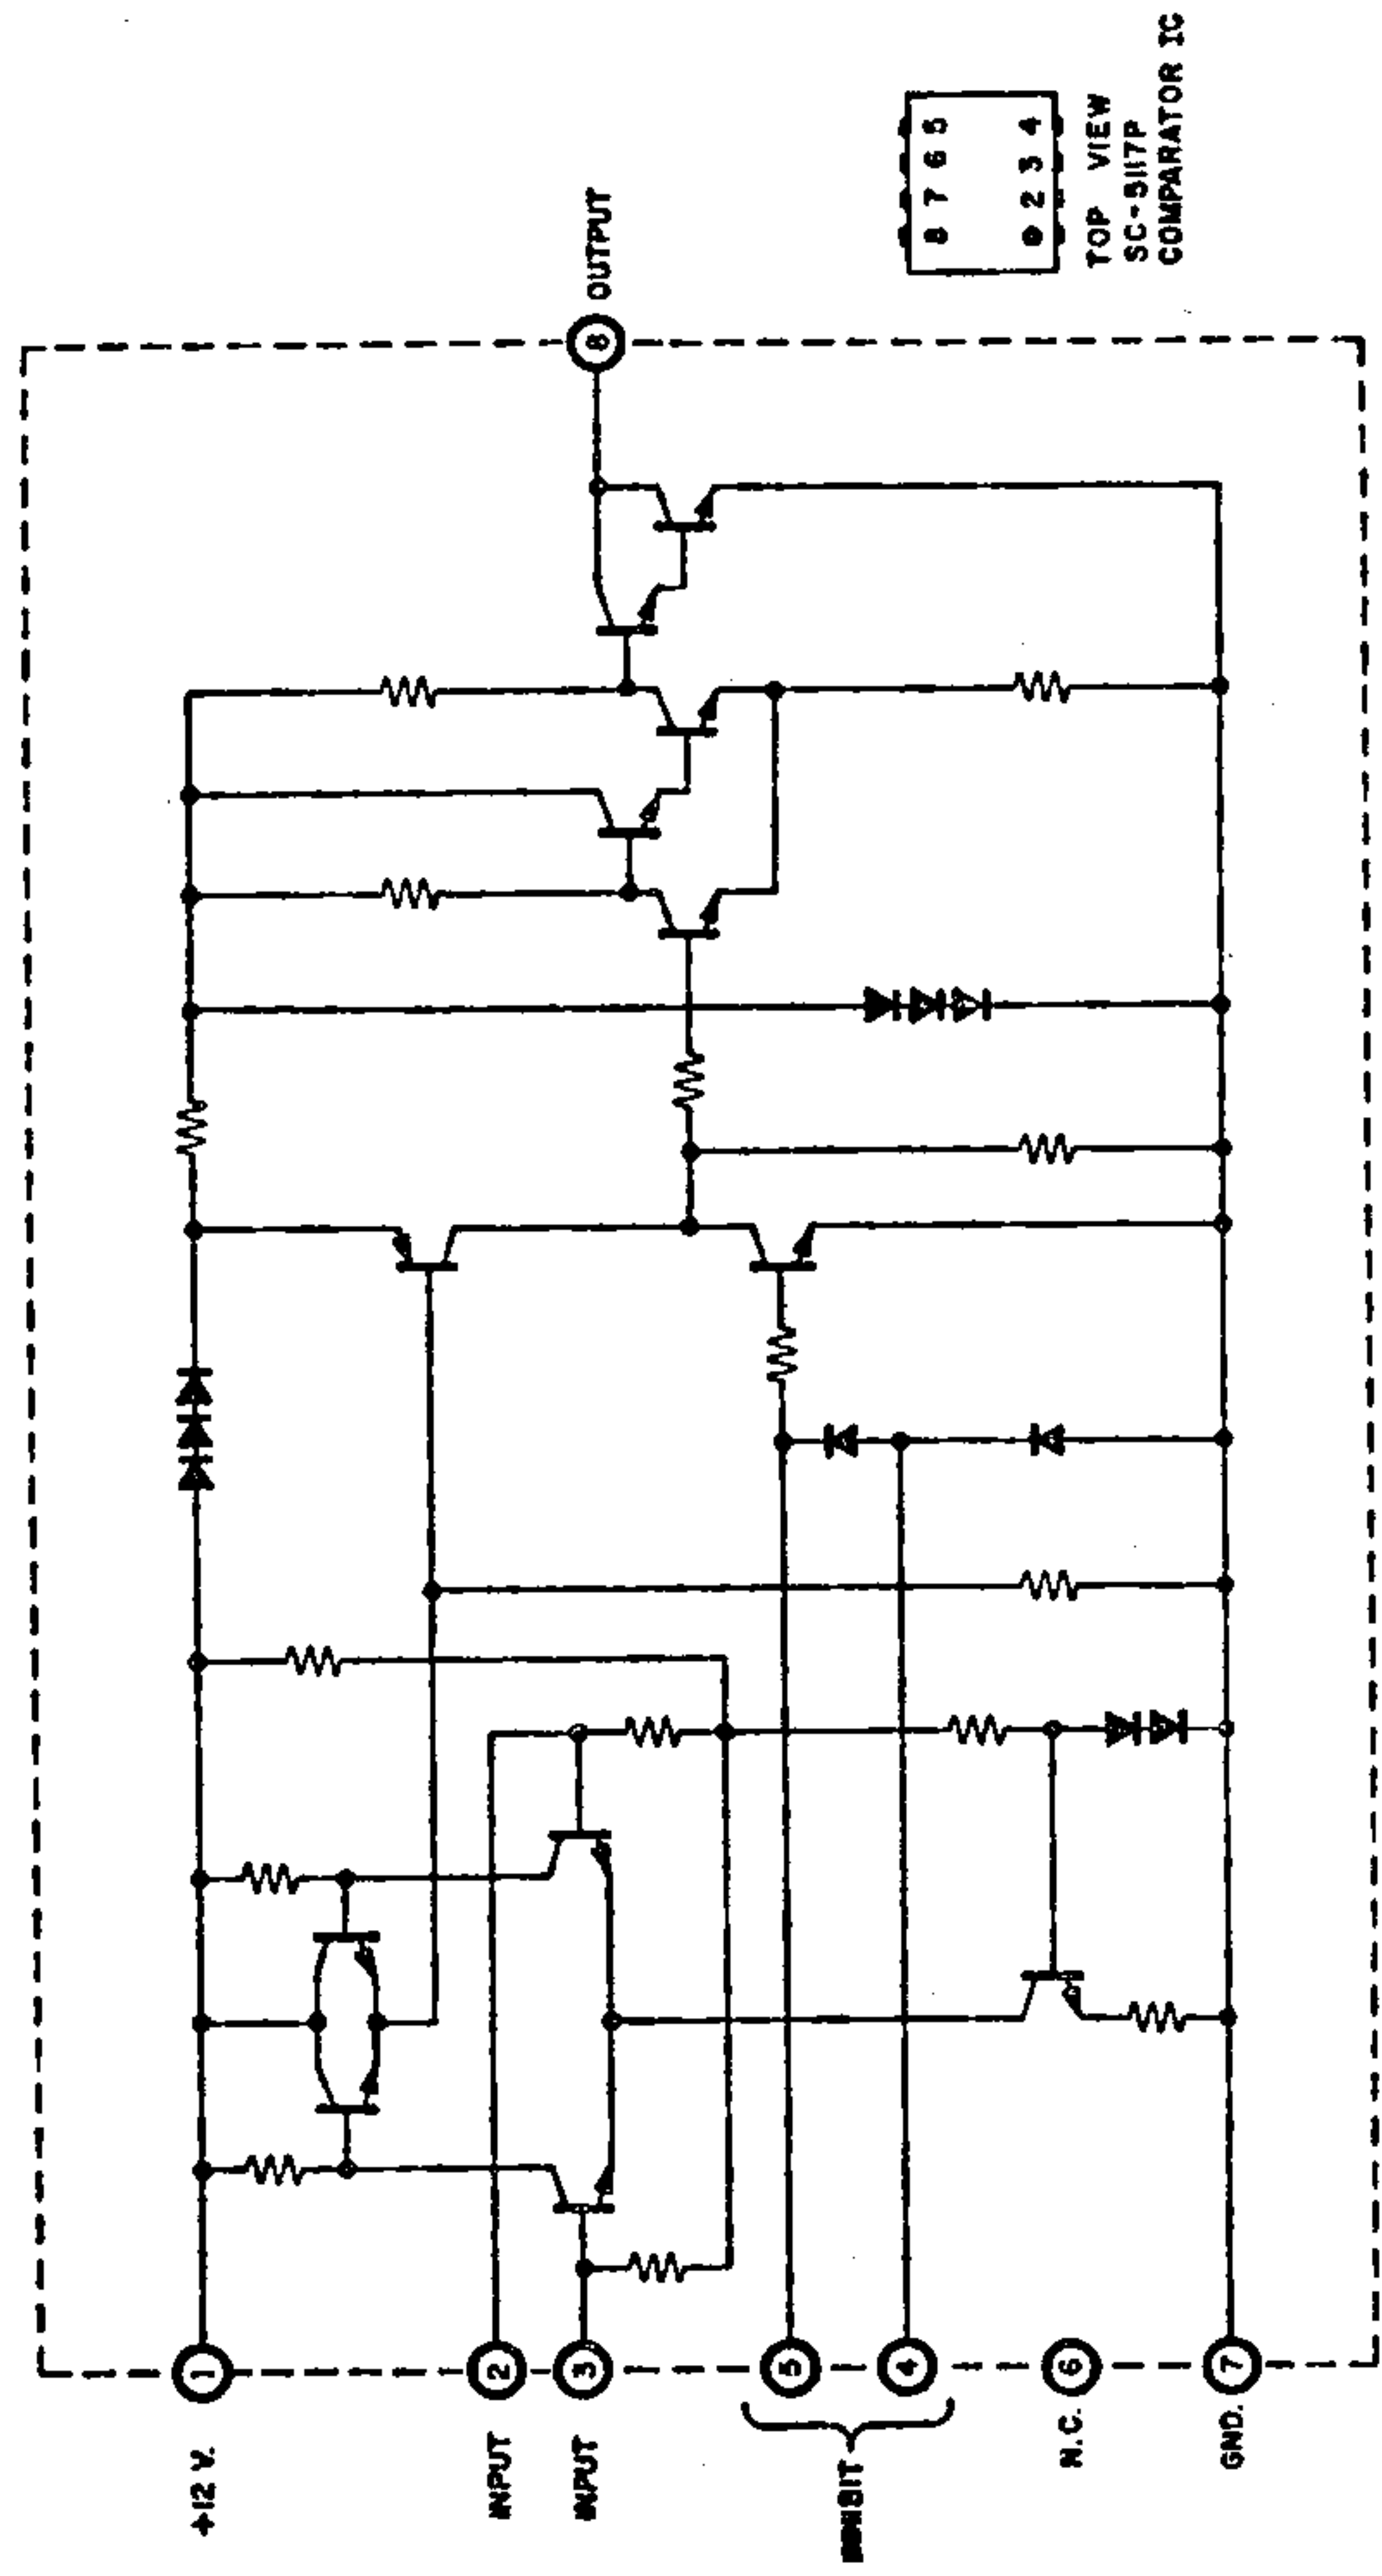 +12 V.
1
INPUT
2
INPUT
3
INHIBIT
5
4
N.C.
6
GND.
7
8
OUTPUT
8 7 6 5
2 3 4
TOP VIEW
SC-5117P
COMPARATOR IC